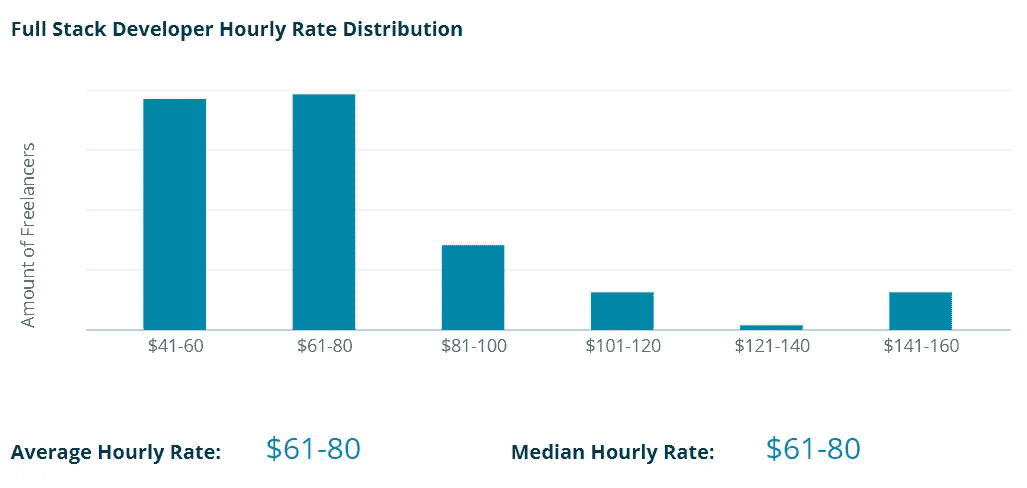 Full Stack Developer Hourly Rate Distribution
Amount of Freelancers
$41-60 $61-80 $81-100 $101-120 $121-140 $141-160
Average Hourly Rate: $61-80 Median Hourly Rate: $61-80